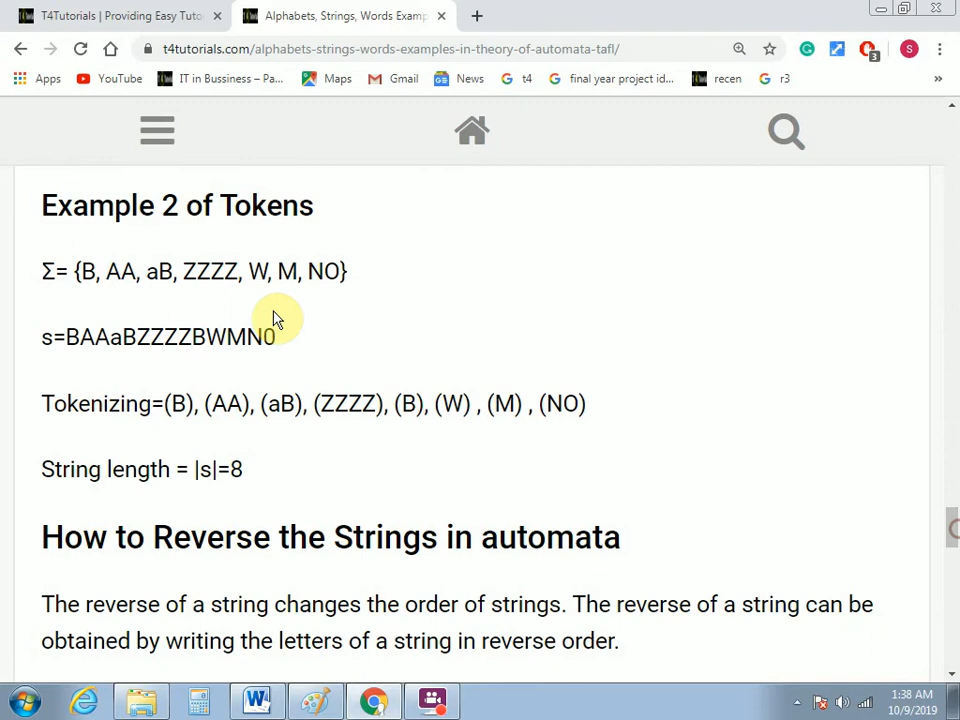 T4Tutorials | Providing Easy Tuto
Alphabets, Strings, Words Examp
t4tutorials.com/alphabets-strings-words-examples-in-theory-of-automata-tafl/
S
3
Apps YouTube IT in Bussiness – Pa... Maps Gmail News t4 final year project id... recen r3 »
Example 2 of Tokens
Σ= {B, AA, aB, ZZZZ, W, M, NO}
s=BAAaBZZZZBWMN0
Tokenizing=(B), (AA), (aB), (ZZZZ), (B), (W) , (M) , (NO)
String length = |s|=8
How to Reverse the Strings in automata
The reverse of a string changes the order of strings. The reverse of a string can be
obtained by writing the letters of a string in reverse order.
1:38 AM
10/9/2019